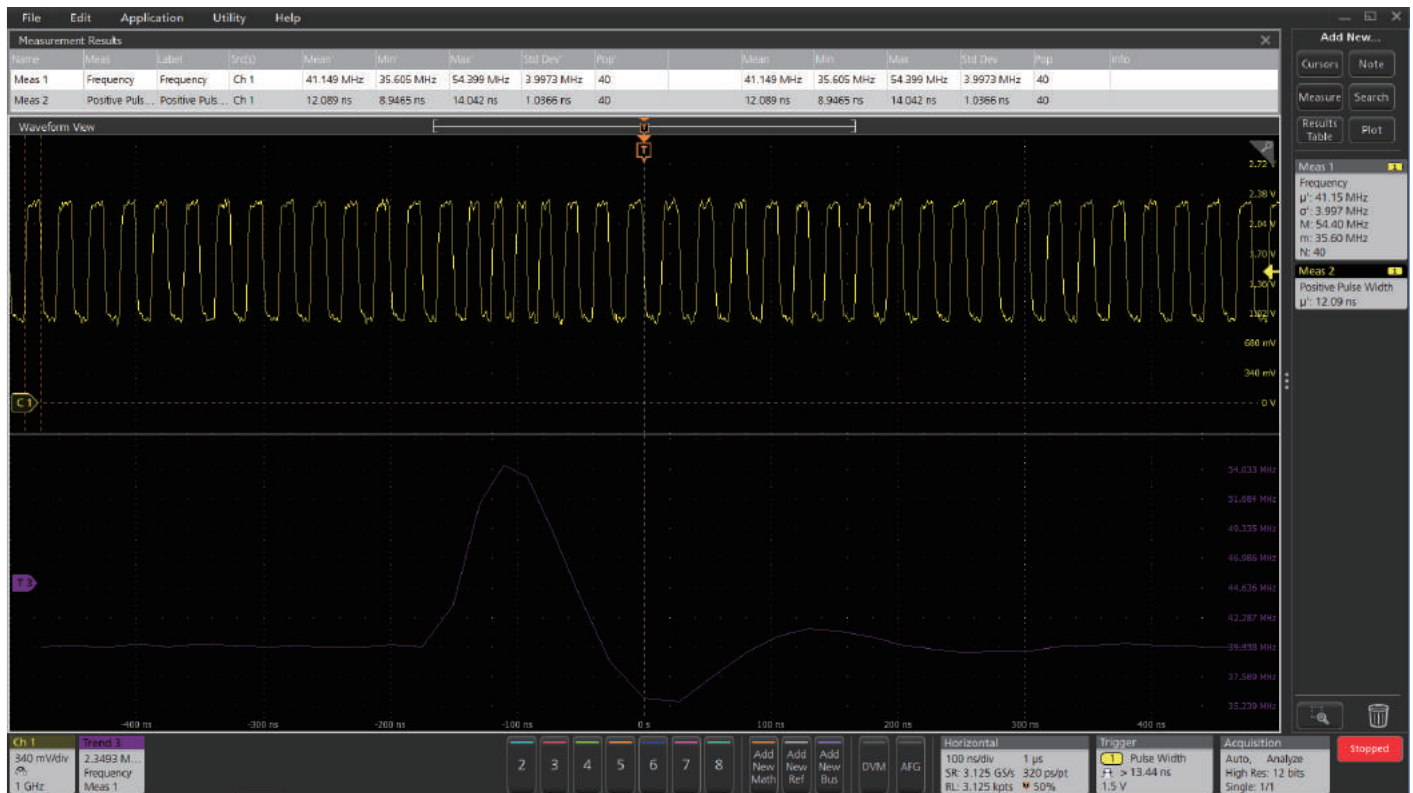 File Edit Application Utility Help
Add New...
Measurement Results
Name Meas Label Src(s) Mean' Min' Max' Std Dev' Pop' Mean Min Max Std Dev Pop Info
Meas 1 Frequency Frequency Ch 1 41.149 MHz 35.605 MHz 54.399 MHz 3.9973 MHz 40 41.149 MHz 35.605 MHz 54.399 MHz 3.9973 MHz 40
Meas 2 Positive Puls... Positive Puls... Ch 1 12.089 ns 8.9465 ns 14.042 ns 1.0366 ns 40 12.089 ns 8.9465 ns 14.042 ns 1.0366 ns 40
Cursors Note
Measure Search
Results Table Plot
Waveform View
T
T
2.72 V
2.38 V
2.04 V
1.70 V
1.36 V
1.02 V
680 mV
340 mV
0 V
C 1
Meas 1 1
Frequency
μ': 41.15 MHz
σ': 3.997 MHz
M: 54.40 MHz
m: 35.60 MHz
N: 40
Meas 2 1
Positive Pulse Width
μ': 12.09 ns
54.033 MHz
51.684 MHz
49.335 MHz
46.986 MHz
44.636 MHz
42.287 MHz
39.938 MHz
37.589 MHz
35.239 MHz
T 3
-400 ns -300 ns -200 ns -100 ns 0 s 100 ns 200 ns 300 ns 400 ns
Ch 1
340 mV/div
1 GHz
Trend 3
2.3493 M...
Frequency
Meas 1
2 3 4 5 6 7 8
Add New Math
Add New Ref
Add New Bus
DVM AFG
Horizontal
100 ns/div 1 μs
SR: 3.125 GS/s 320 ps/pt
RL: 3.125 kpts 50%
Trigger
1 Pulse Width
> 13.44 ns
1.5 V
Acquisition
Auto, Analyze
High Res: 12 bits
Single: 1/1
Stopped